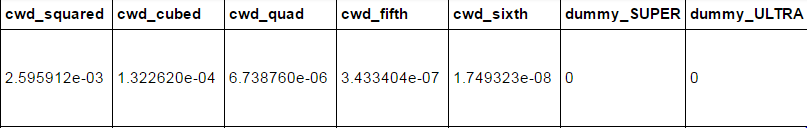 cwd_squared cwd_cubed cwd_quad cwd_fifth cwd_sixth dummy_SUPER dummy_ULTRA
2.595912e-03 1.322620e-04 6.738760e-06 3.433404e-07 1.749323e-08 0 0